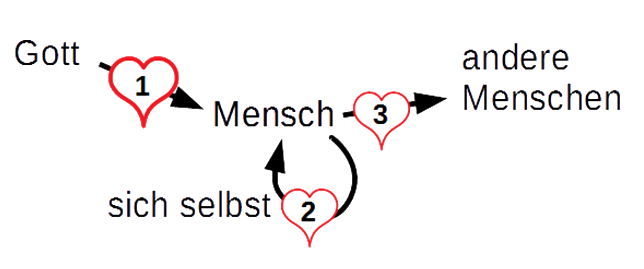 Gott
1
andere
Menschen
Mensch
3
sich selbst
2